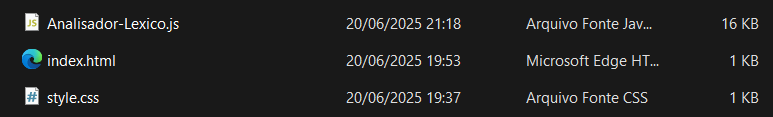 Analisador-Lexico.js 20/06/2025 21:18 Arquivo Fonte Jav... 16 KB
index.html 20/06/2025 19:53 Microsoft Edge HT... 1 KB
style.css 20/06/2025 19:37 Arquivo Fonte CSS 1 KB